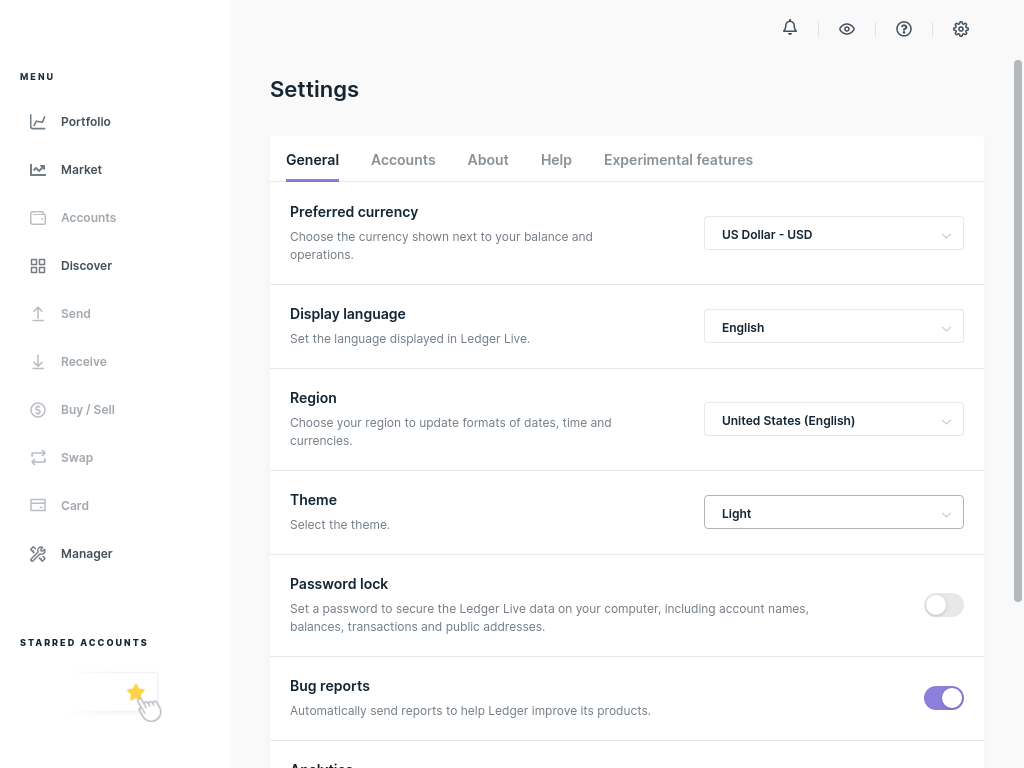 MENU
Portfolio
Market
Accounts
Discover
Send
Receive
Buy / Sell
Swap
Card
Manager
STARRED ACCOUNTS
Settings
General
Accounts
About
Help
Experimental features
Preferred currency
Choose the currency shown next to your balance and
operations.
US Dollar - USD
Display language
Set the language displayed in Ledger Live.
English
Region
Choose your region to update formats of dates, time and
currencies.
United States (English)
Theme
Select the theme.
Light
Password lock
Set a password to secure the Ledger Live data on your computer, including account names,
balances, transactions and public addresses.
Bug reports
Automatically send reports to help Ledger improve its products.
Analytics